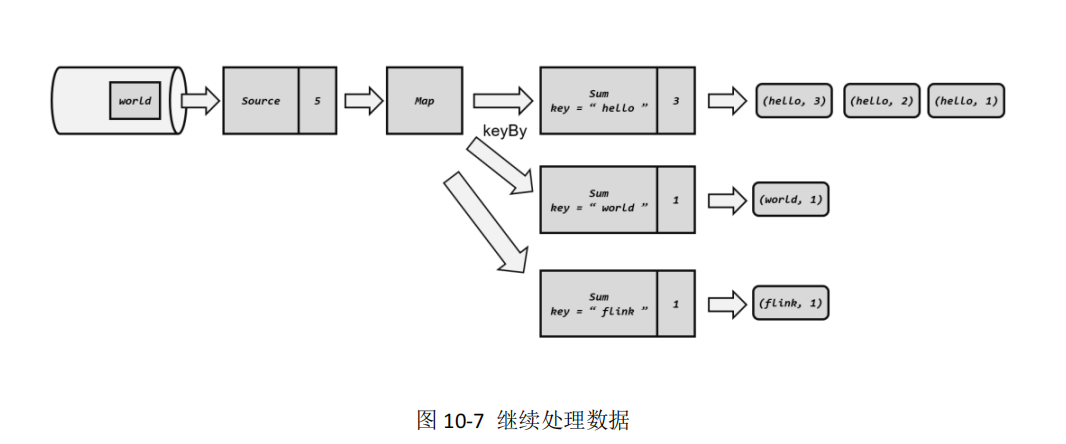 world
Source
5
Map
keyBy
Sum
key = “ hello ”
3
(hello, 3)
(hello, 2)
(hello, 1)
Sum
key = “ world ”
1
(world, 1)
Sum
key = “ flink ”
1
(flink, 1)
图 10-7 继续处理数据